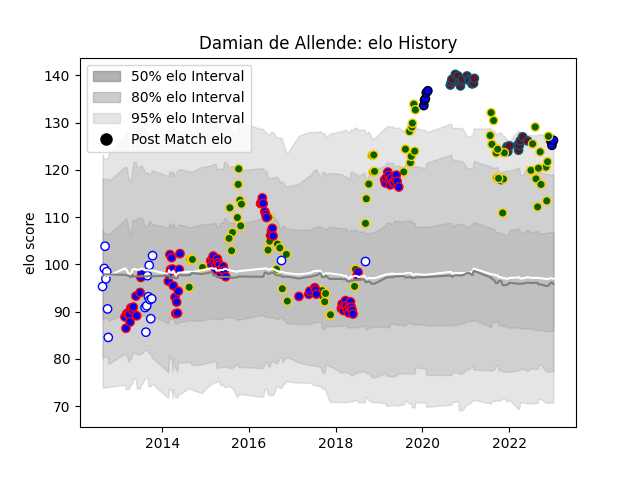 Damian de Allende: elo History
50% elo Interval
80% elo Interval
95% elo Interval
Post Match elo
elo score
140
130
120
110
100
90
80
70
2014
2016
2018
2020
2022